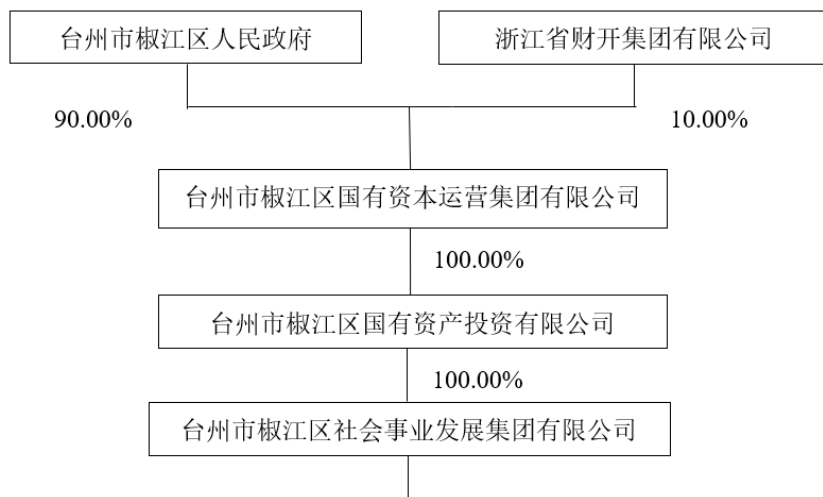 台州市椒江区人民政府
浙江省财开集团有限公司
90.00%
10.00%
台州市椒江区国有资本运营集团有限公司
100.00%
台州市椒江区国有资产投资有限公司
100.00%
台州市椒江区社会事业发展集团有限公司